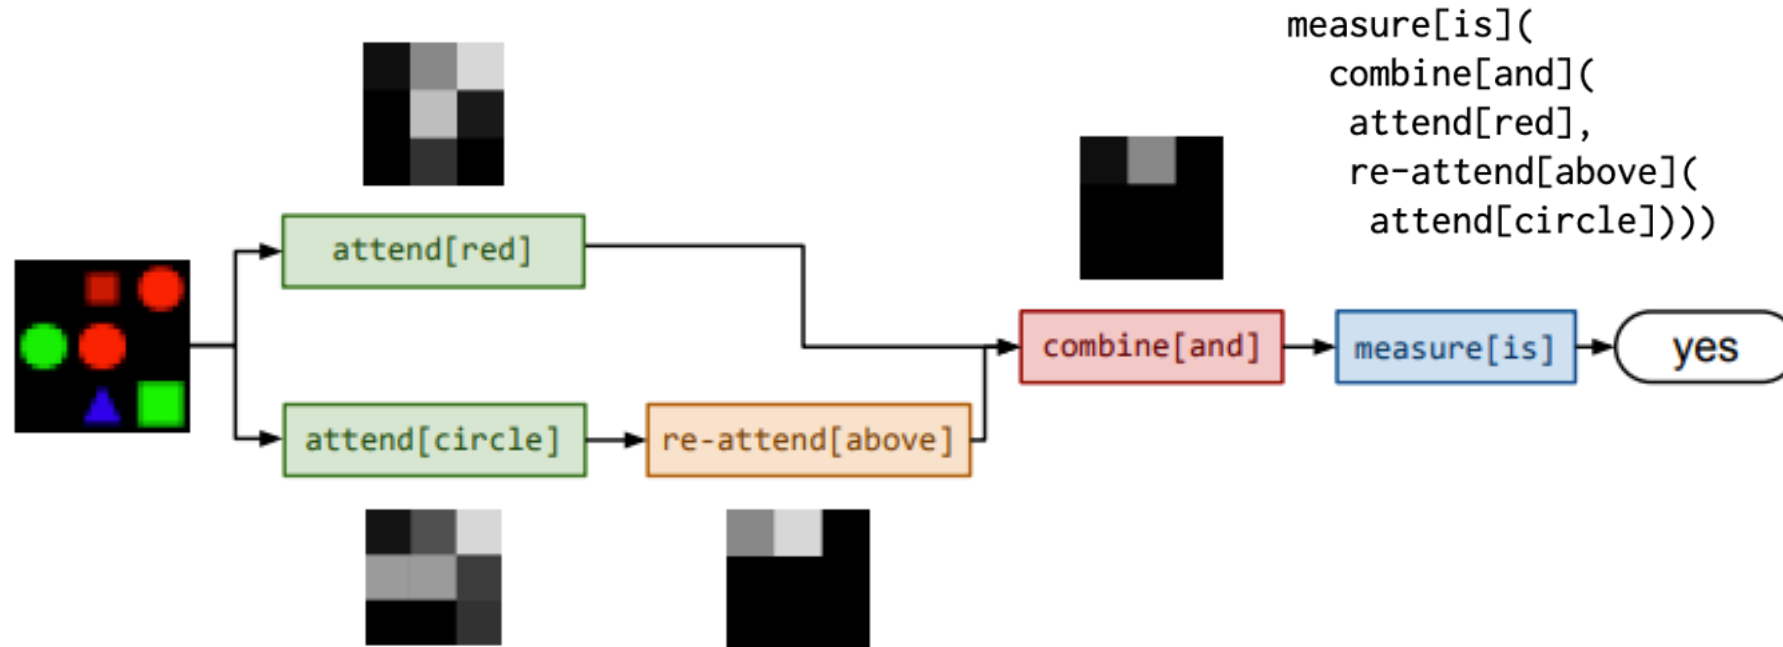 measure[is](
combine[and](
attend[red],
re-attend[above](
attend[circle])))
attend[red]
combine[and]
measure[is]
yes
attend[circle]
re-attend[above]